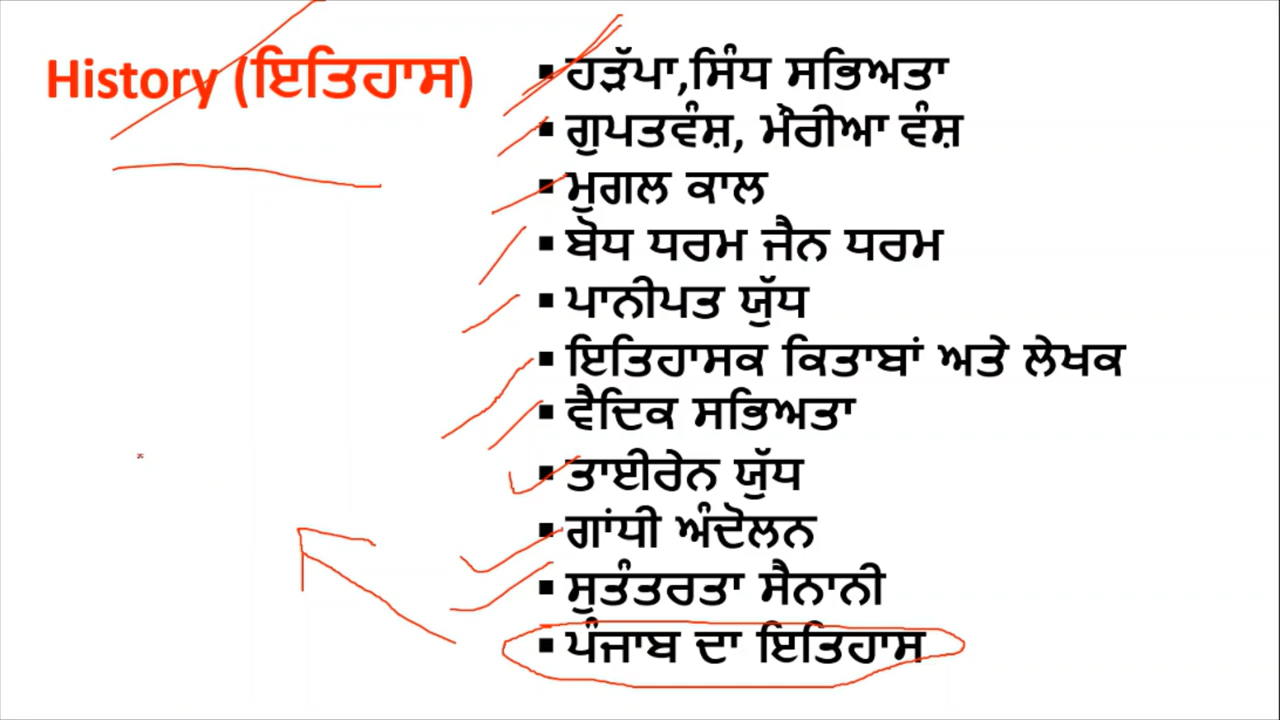 History (ਇਤਿਹਾਸ)
▪ ਹੜੱਪਾ,ਸਿੰਧ ਸਭਿਅਤਾ
▪ ਗੁਪਤਵੰਸ਼, ਮੌਰੀਆ ਵੰਸ਼
▪ ਮੁਗਲ ਕਾਲ
▪ ਬੋਧ ਧਰਮ ਜੈਨ ਧਰਮ
▪ ਪਾਨੀਪਤ ਯੁੱਧ
▪ ਇਤਿਹਾਸਕ ਕਿਤਾਬਾਂ ਅਤੇ ਲੇਖਕ
▪ ਵੈਦਿਕ ਸਭਿਅਤਾ
▪ ਤਾਈਰੇਨ ਯੁੱਧ
▪ ਗਾਂਧੀ ਅੰਦੋਲਨ
▪ ਸੁਤੰਤਰਤਾ ਸੈਨਾਨੀ
▪ ਪੰਜਾਬ ਦਾ ਇਤਿਹਾਸ